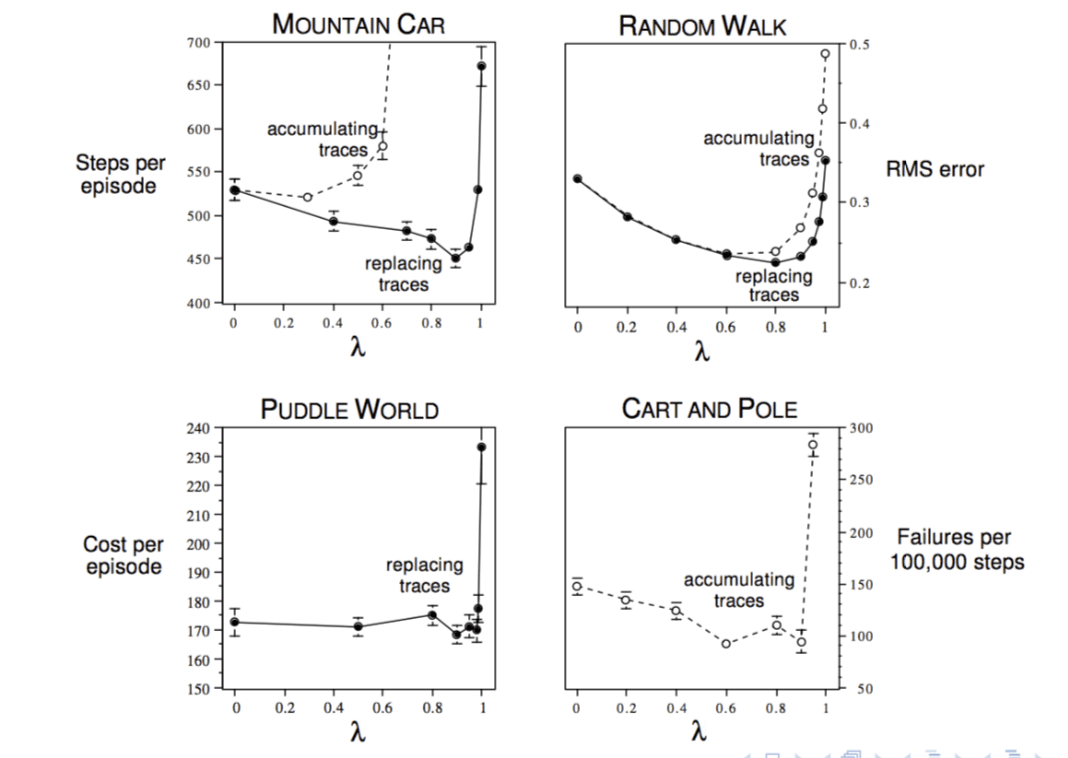 MOUNTAIN CAR
700
650
600
550
500
450
400
Steps per
episode
accumulating
traces
replacing
traces
0 0.2 0.4 0.6 0.8 1
λ
RANDOM WALK
0.5
0.4
0.3
0.2
RMS error
accumulating
traces
replacing
traces
0 0.2 0.4 0.6 0.8 1
λ
PUDDLE WORLD
240
230
220
210
200
190
180
170
160
150
Cost per
episode
replacing
traces
0 0.2 0.4 0.6 0.8 1
λ
CART AND POLE
300
250
200
150
100
50
Failures per
100,000 steps
accumulating
traces
0 0.2 0.4 0.6 0.8 1
λ